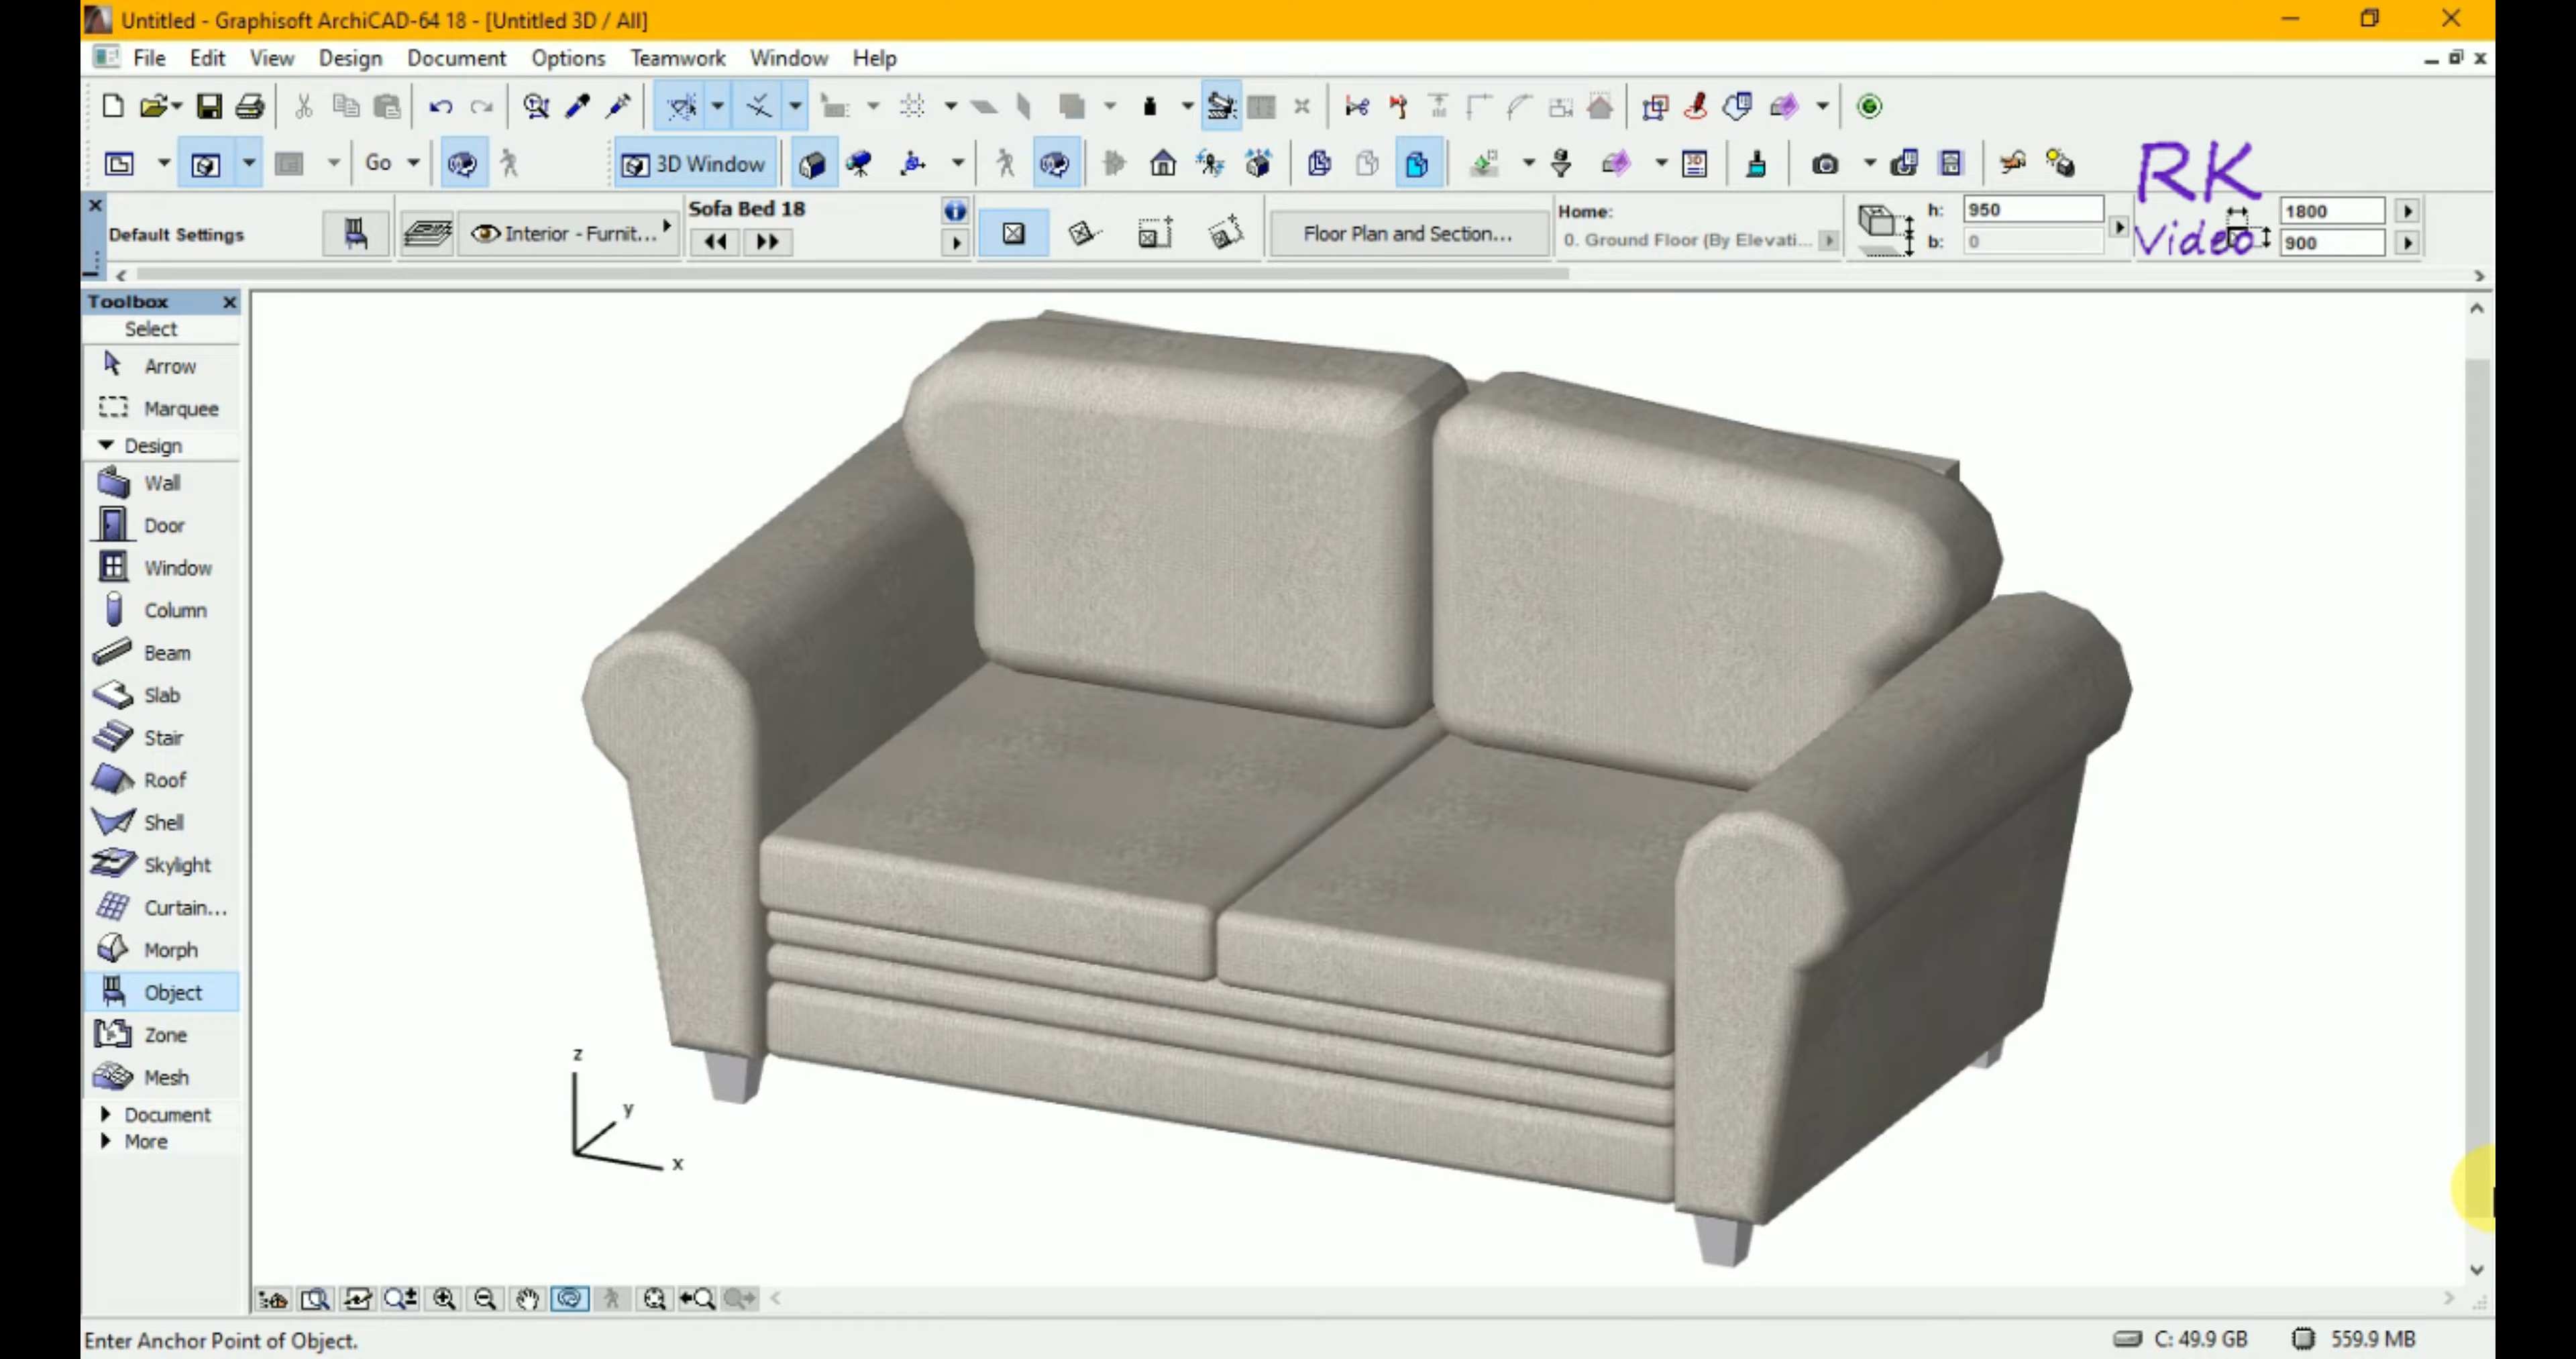 Untitled - Graphisoft ArchiCAD-64 18 - [Untitled 3D / All]
File Edit View Design Document Options Teamwork Window Help
Go 3D Window
RK
Video
Default Settings
Interior - Furnit...
Sofa Bed 18
Floor Plan and Section...
Home:
0. Ground Floor (By Elevati...
h: 950
b: 0
1800
900
Toolbox
Select
Arrow
Marquee
Design
Wall
Door
Window
Column
Beam
Slab
Stair
Roof
Shell
Skylight
Curtain...
Morph
Object
Zone
Mesh
Document
More
z
y
x
Enter Anchor Point of Object.
C: 49.9 GB 559.9 MB